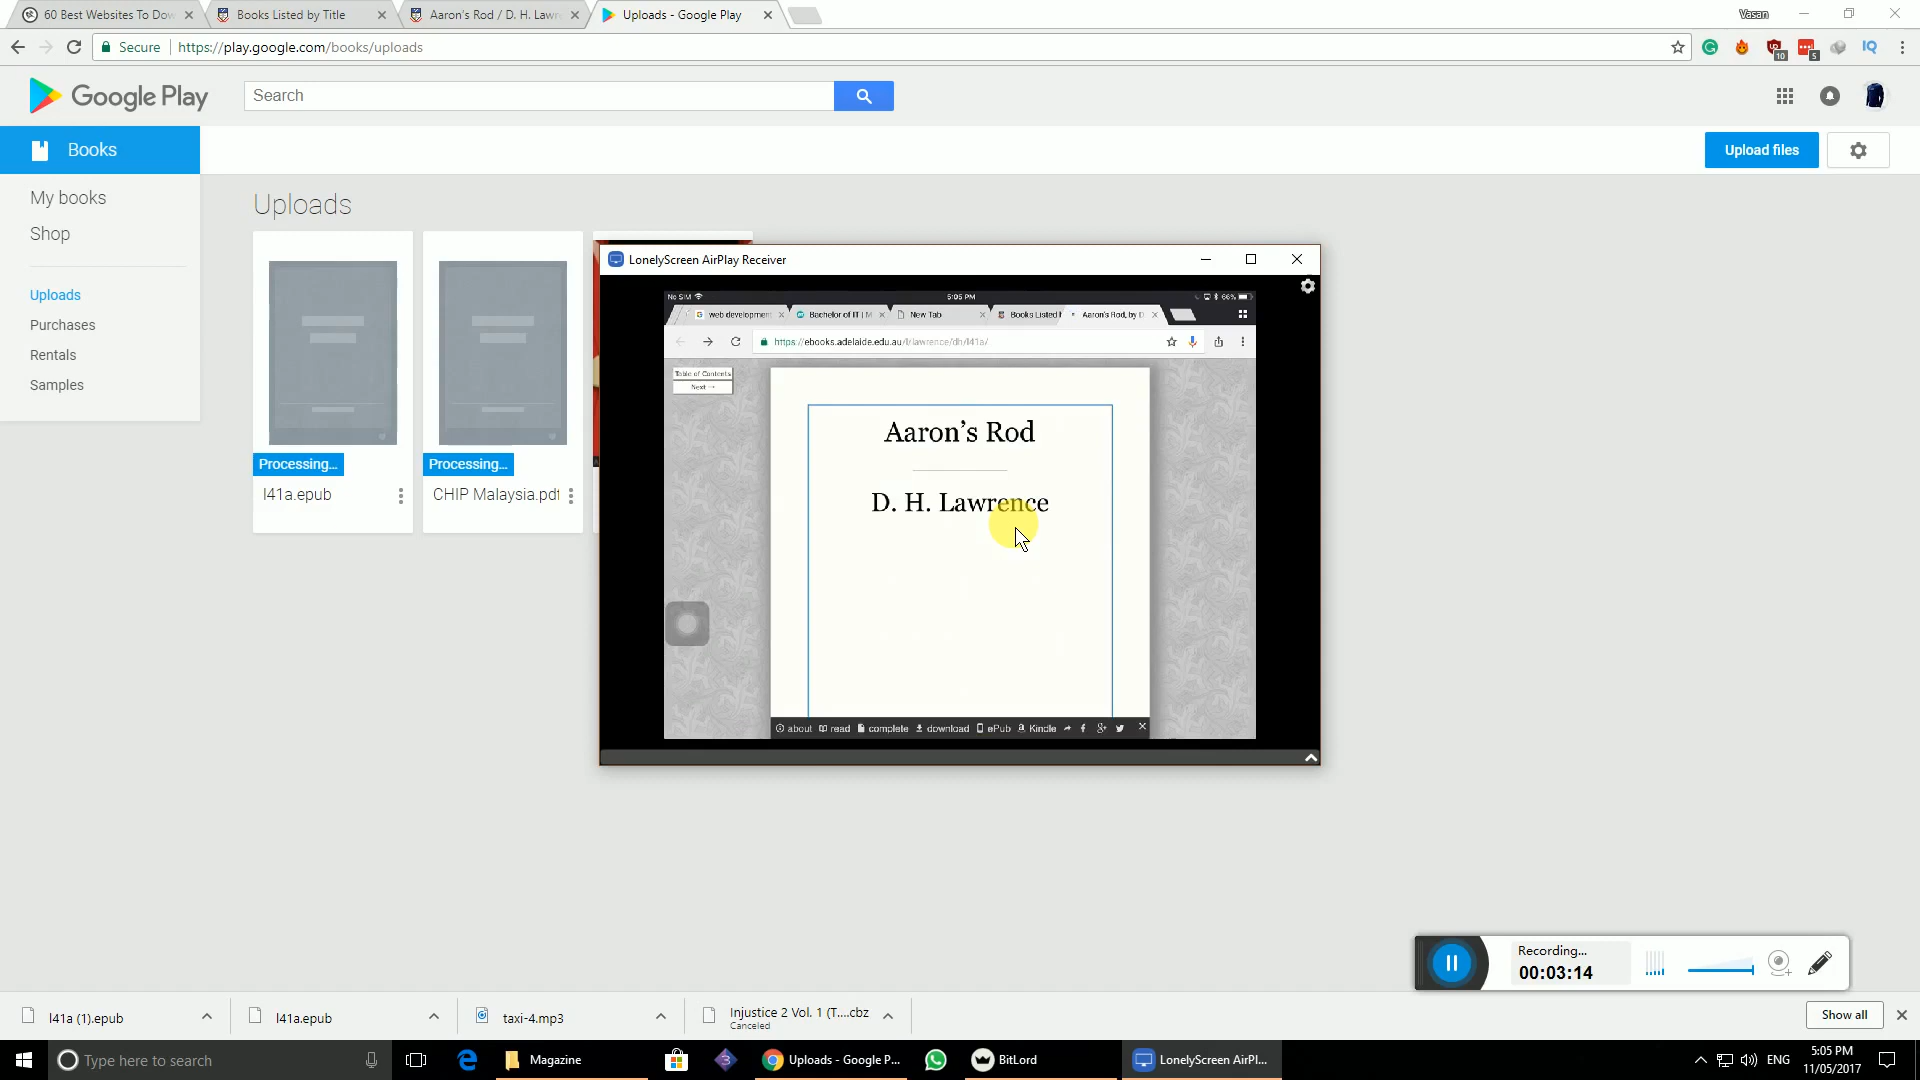 60 Best Websites To Dow
Books Listed by Title
Aaron's Rod / D. H. Lawr
Uploads - Google Play
Vasan
Secure
https://play.google.com/books/uploads
10
5
IQ
Google Play
Search
Books
Upload files
My books
Shop
Uploads
Purchases
Rentals
Samples
Uploads
Processing...
l41a.epub
Processing...
CHIP Malaysia.pdf
LonelyScreen AirPlay Receiver
No SIM
5:05 PM
66%
web development
Bachelor of IT | M
New Tab
Books Listed
Aaron's Rod, by D
https://ebooks.adelaide.edu.au/l/lawrence/dh/l41a/
Table of Contents
Next →
Aaron's Rod
D. H. Lawrence
about read complete download ePub Kindle
Recording...
00:03:14
l41a (1).epub
l41a.epub
taxi-4.mp3
Injustice 2 Vol. 1 (T....cbz
Canceled
Show all
Type here to search
Magazine
Uploads - Google P...
BitLord
LonelyScreen AirPl...
ENG
5:05 PM
11/05/2017